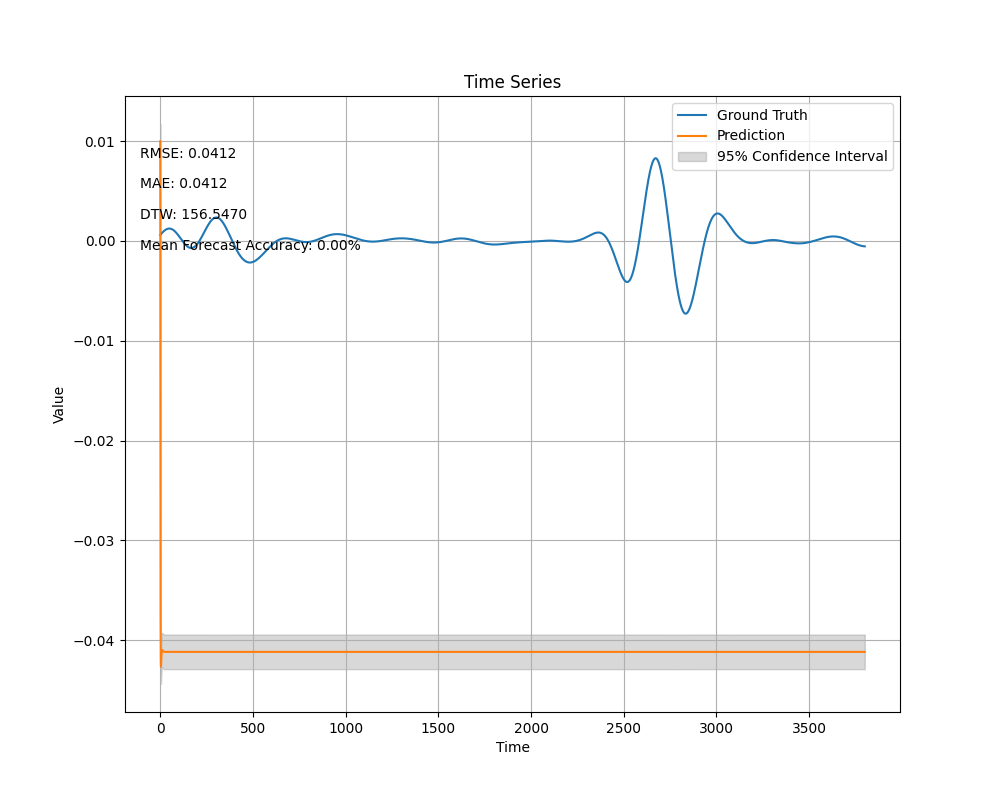 Time Series
Ground Truth
Prediction
95% Confidence Interval
RMSE: 0.0412
MAE: 0.0412
DTW: 156.5470
Mean Forecast Accuracy: 0.00%
0.01
0.00
−0.01
−0.02
−0.03
−0.04
Value
0 500 1000 1500 2000 2500 3000 3500
Time